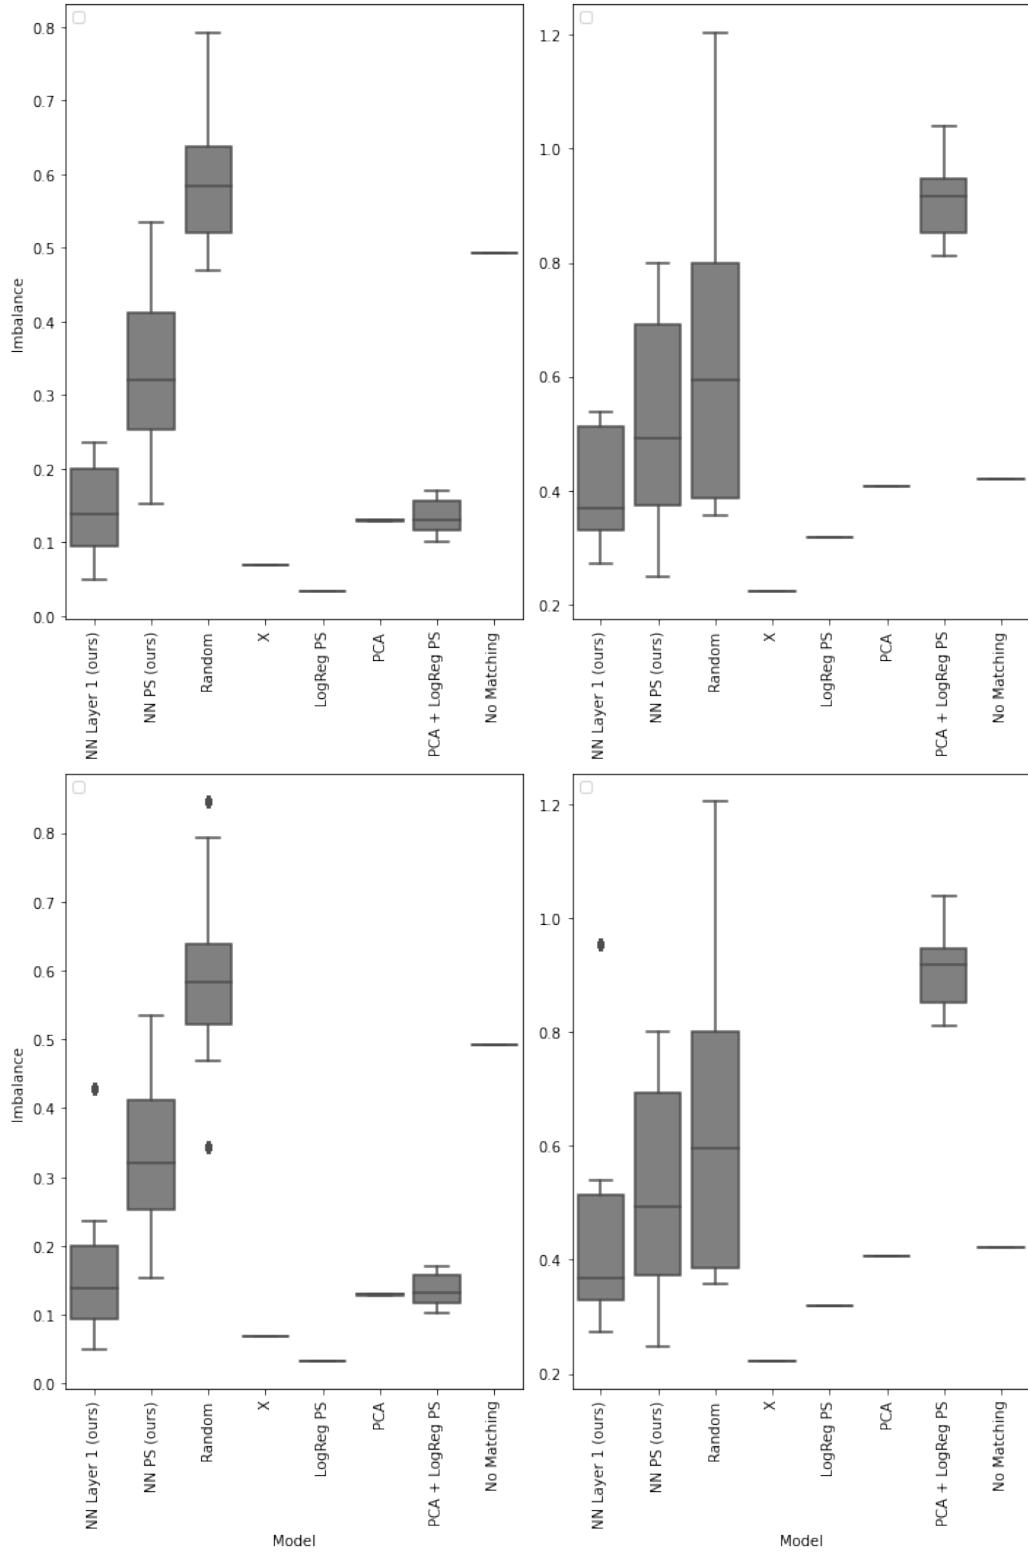 0.8
0.7
0.6
0.5
0.4
0.3
0.2
0.1
0.0
Imbalance
NN Layer 1 (ours)
NN PS (ours)
Random
X
LogReg PS
PCA
PCA + LogReg PS
No Matching
1.2
1.0
0.8
0.6
0.4
0.2
NN Layer 1 (ours)
NN PS (ours)
Random
X
LogReg PS
PCA
PCA + LogReg PS
No Matching
0.8
0.7
0.6
0.5
0.4
0.3
0.2
0.1
0.0
Imbalance
NN Layer 1 (ours)
NN PS (ours)
Random
X
LogReg PS
PCA
PCA + LogReg PS
No Matching
Model
1.2
1.0
0.8
0.6
0.4
0.2
NN Layer 1 (ours)
NN PS (ours)
Random
X
LogReg PS
PCA
PCA + LogReg PS
No Matching
Model